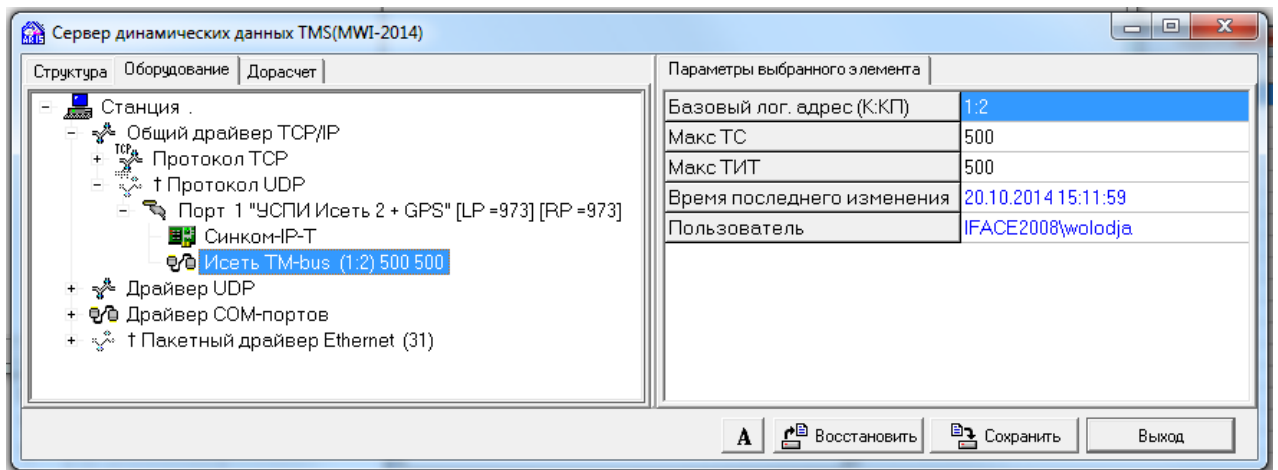 Сервер динамических данных TMS(MWI-2014)
Структура Оборудование Дорасчет
Станция .
- Общий драйвер TCP/IP
+ Протокол TCP
- † Протокол UDP
- Порт 1 "УСПИ Исеть 2 + GPS" [LP =973] [RP =973]
Синком-IP-T
Исеть TM-bus (1:2) 500 500
+ Драйвер UDP
+ Драйвер COM-портов
+ † Пакетный драйвер Ethernet (31)
Параметры выбранного элемента
Базовый лог. адрес (К:КП) 1:2
Макс ТС 500
Макс ТИТ 500
Время последнего изменения 20.10.2014 15:11:59
Пользователь IFACE2008\wolodja
A Восстановить Сохранить Выход